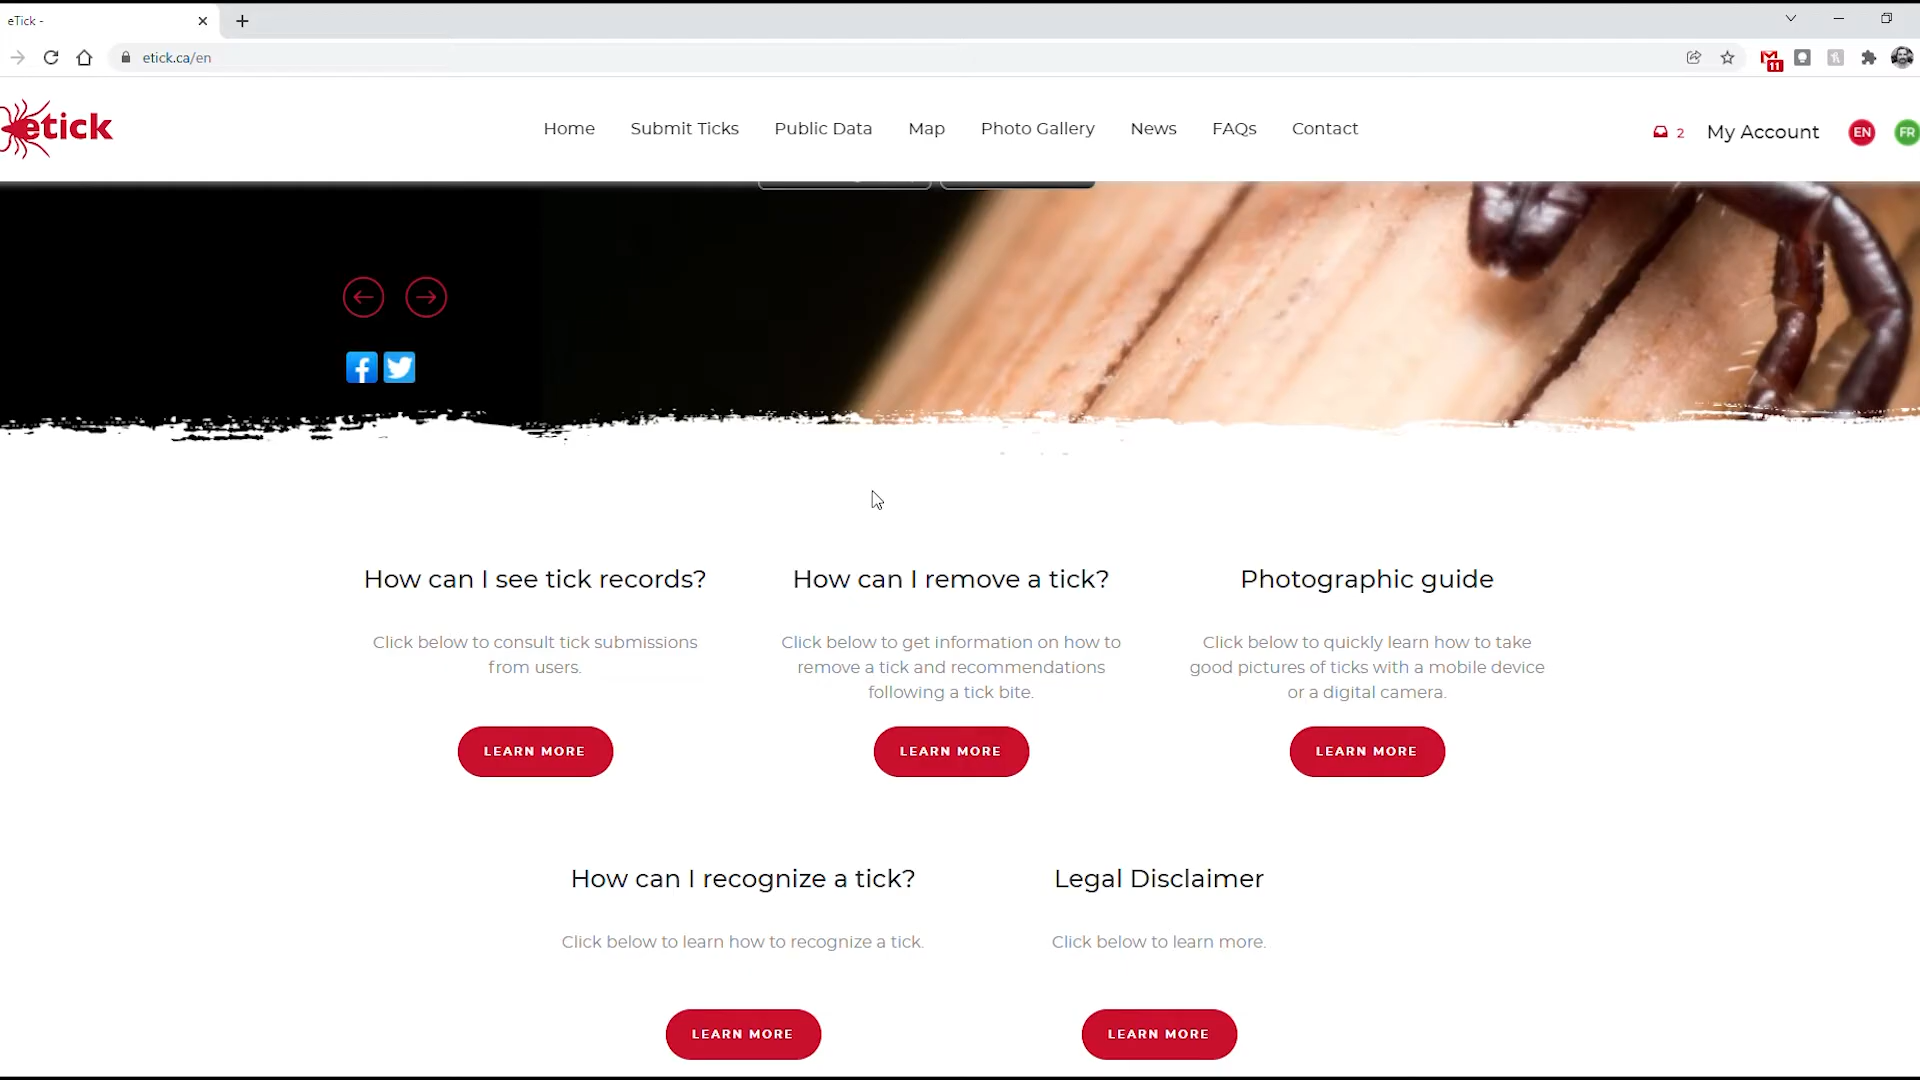 eTick -
etick.ca/en
11
etick
Home
Submit Ticks
Public Data
Map
Photo Gallery
News
FAQs
Contact
2
My Account
EN
FR
How can I see tick records?
Click below to consult tick submissions
from users.
LEARN MORE
How can I remove a tick?
Click below to get information on how to
remove a tick and recommendations
following a tick bite.
LEARN MORE
Photographic guide
Click below to quickly learn how to take
good pictures of ticks with a mobile device
or a digital camera.
LEARN MORE
How can I recognize a tick?
Click below to learn how to recognize a tick.
LEARN MORE
Legal Disclaimer
Click below to learn more.
LEARN MORE